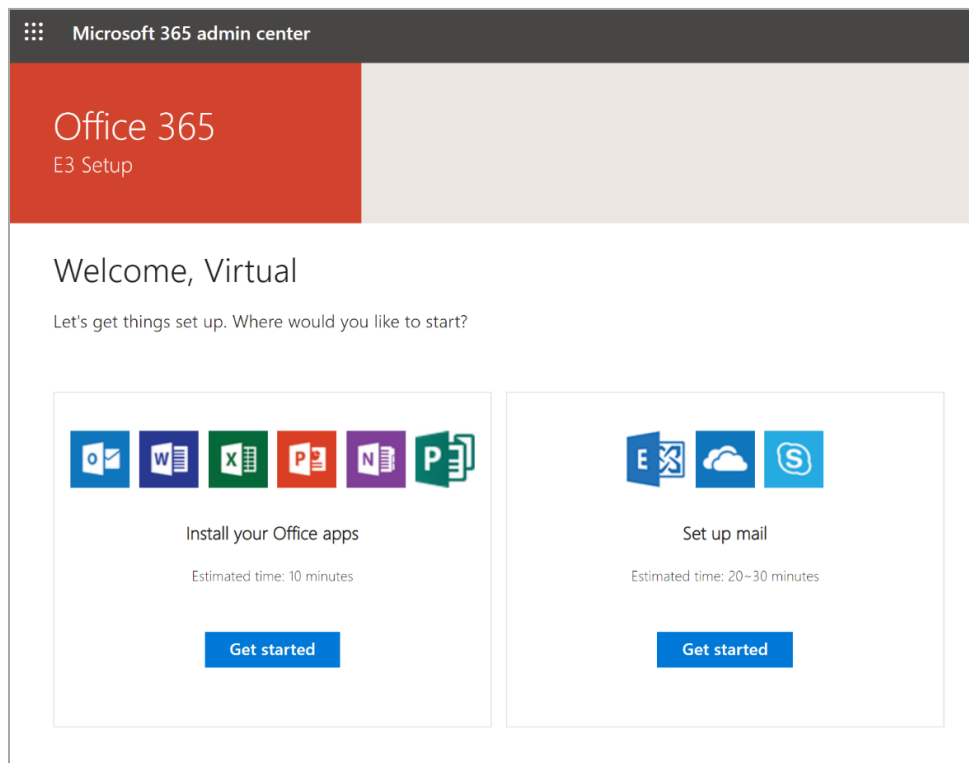 Microsoft 365 admin center
Office 365
E3 Setup
Welcome, Virtual
Let's get things set up. Where would you like to start?
O W X P N P
Install your Office apps
Estimated time: 10 minutes
Get started
E S
Set up mail
Estimated time: 20~30 minutes
Get started